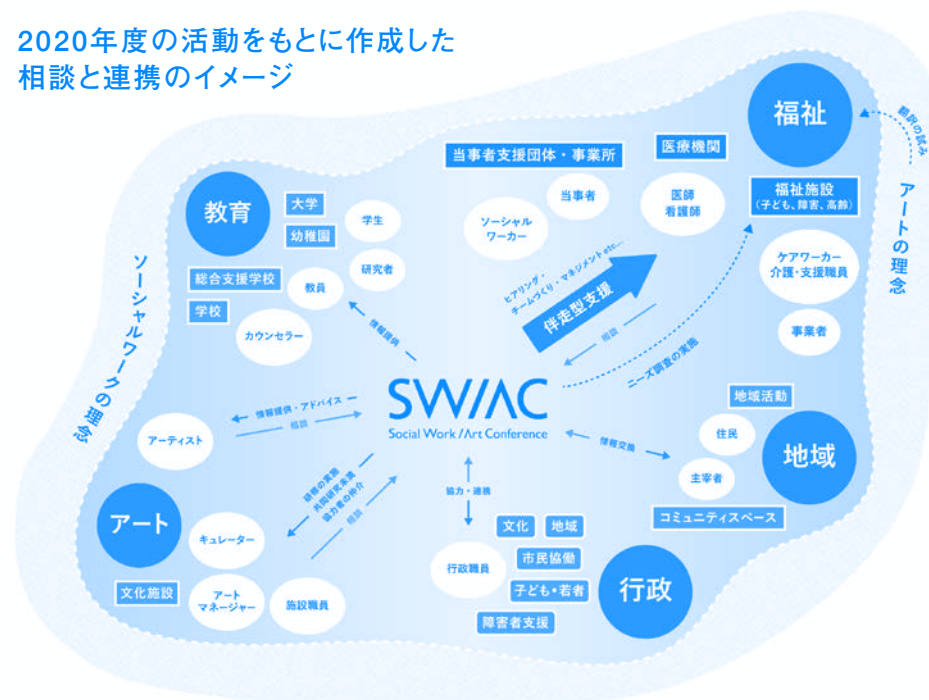 2020年度の活動をもとに作成した
相談と連携のイメージ
福祉
翻訳の試み
アートの理念
福祉施設
(子ども、障害、高齢)
ケアワーカー
介護・支援職員
事業者
医療機関
医師
看護師
当事者支援団体・事業所
当事者
ソーシャル
ワーカー
ヒアリング・
チームづくり・マネジメントetc...
伴走型支援
相談
ニーズ調査の実施
教育
大学
幼稚園
学生
研究者
総合支援学校
教員
学校
カウンセラー
情報提供
ソーシャルワークの理念
SW/AC
Social Work / Art Conference
情報提供・アドバイス
相談
アーティスト
アート
キュレーター
文化施設
アート
マネージャー
施設職員
研修の実施
共同研究未満
協力者の仲介
相談
協力・連携
行政職員
文化
地域
市民協働
子ども・若者
障害者支援
行政
情報交換
地域活動
住民
主宰者
地域
コミュニティスペース